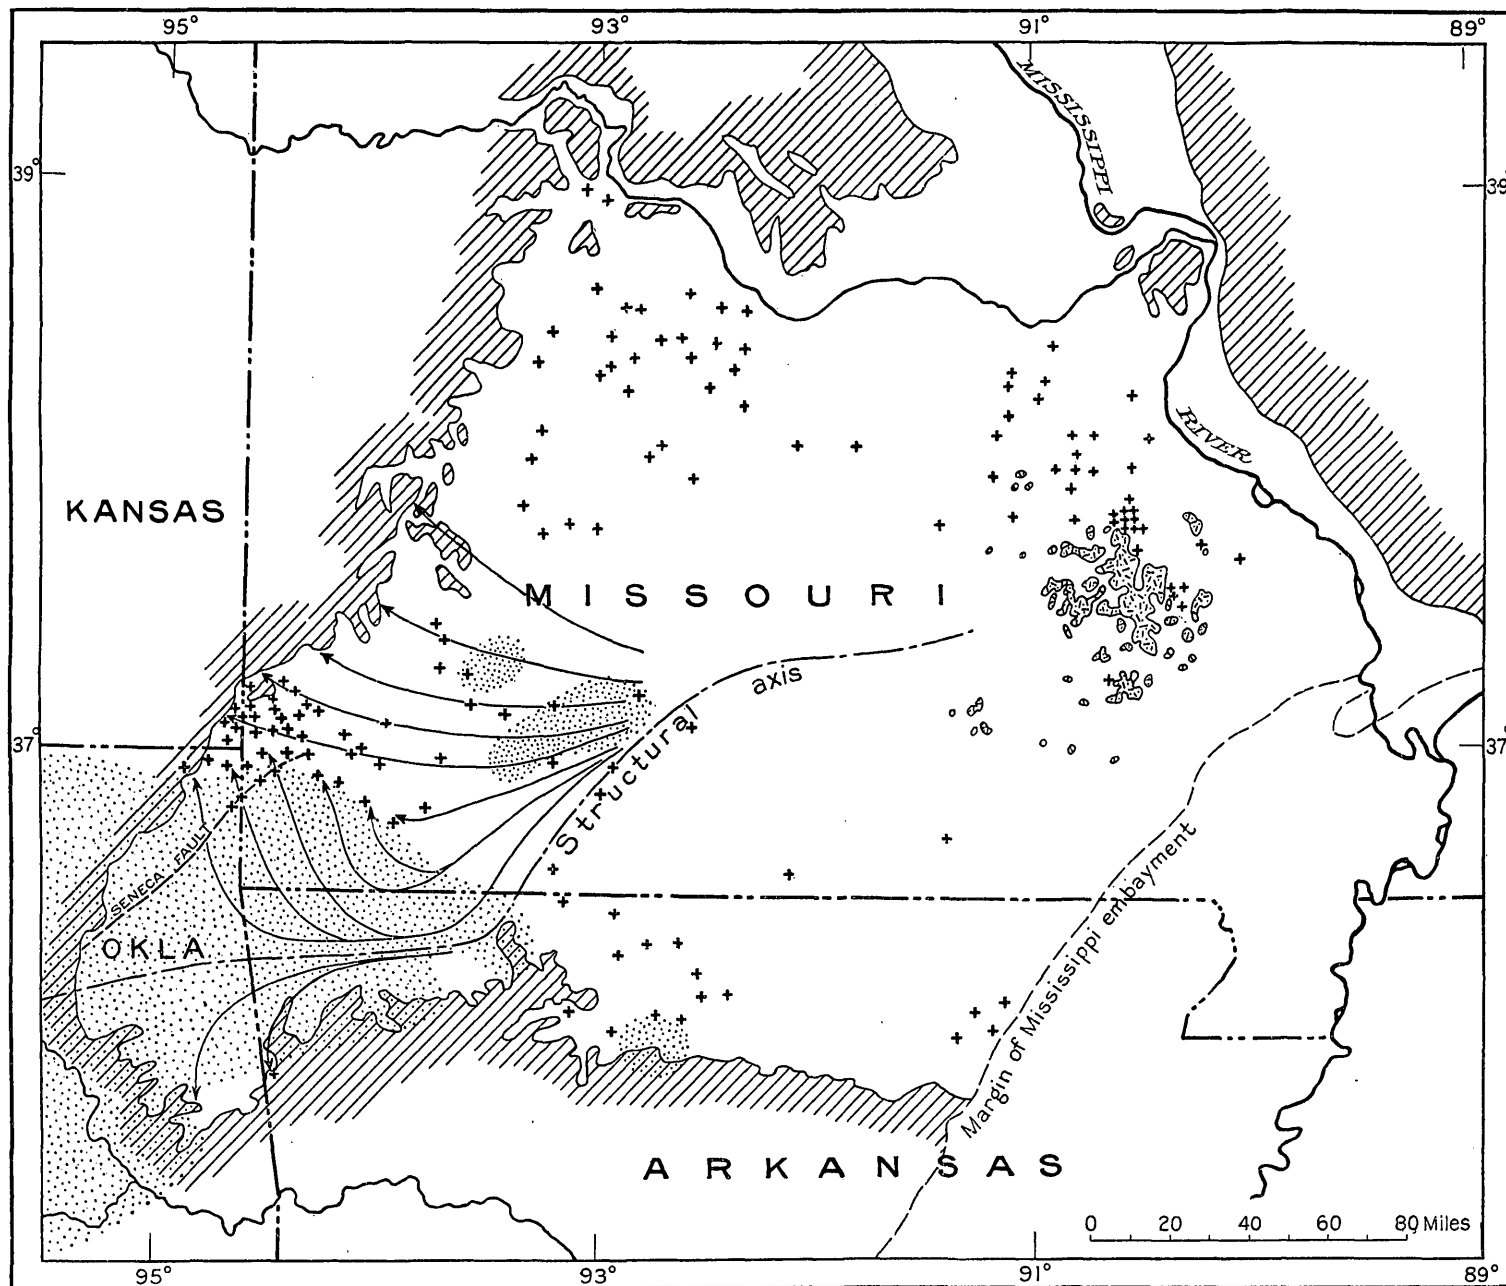 95° 93° 91° 89°
MISSISSIPPI
39° 39°
RIVER
KANSAS
MISSOURI
axis
Structural
37° 37°
SENECA FAULT
OKLA
Margin of Mississippi embayment
ARKANSAS
0 20 40 60 80 Miles
95° 93° 91° 89°